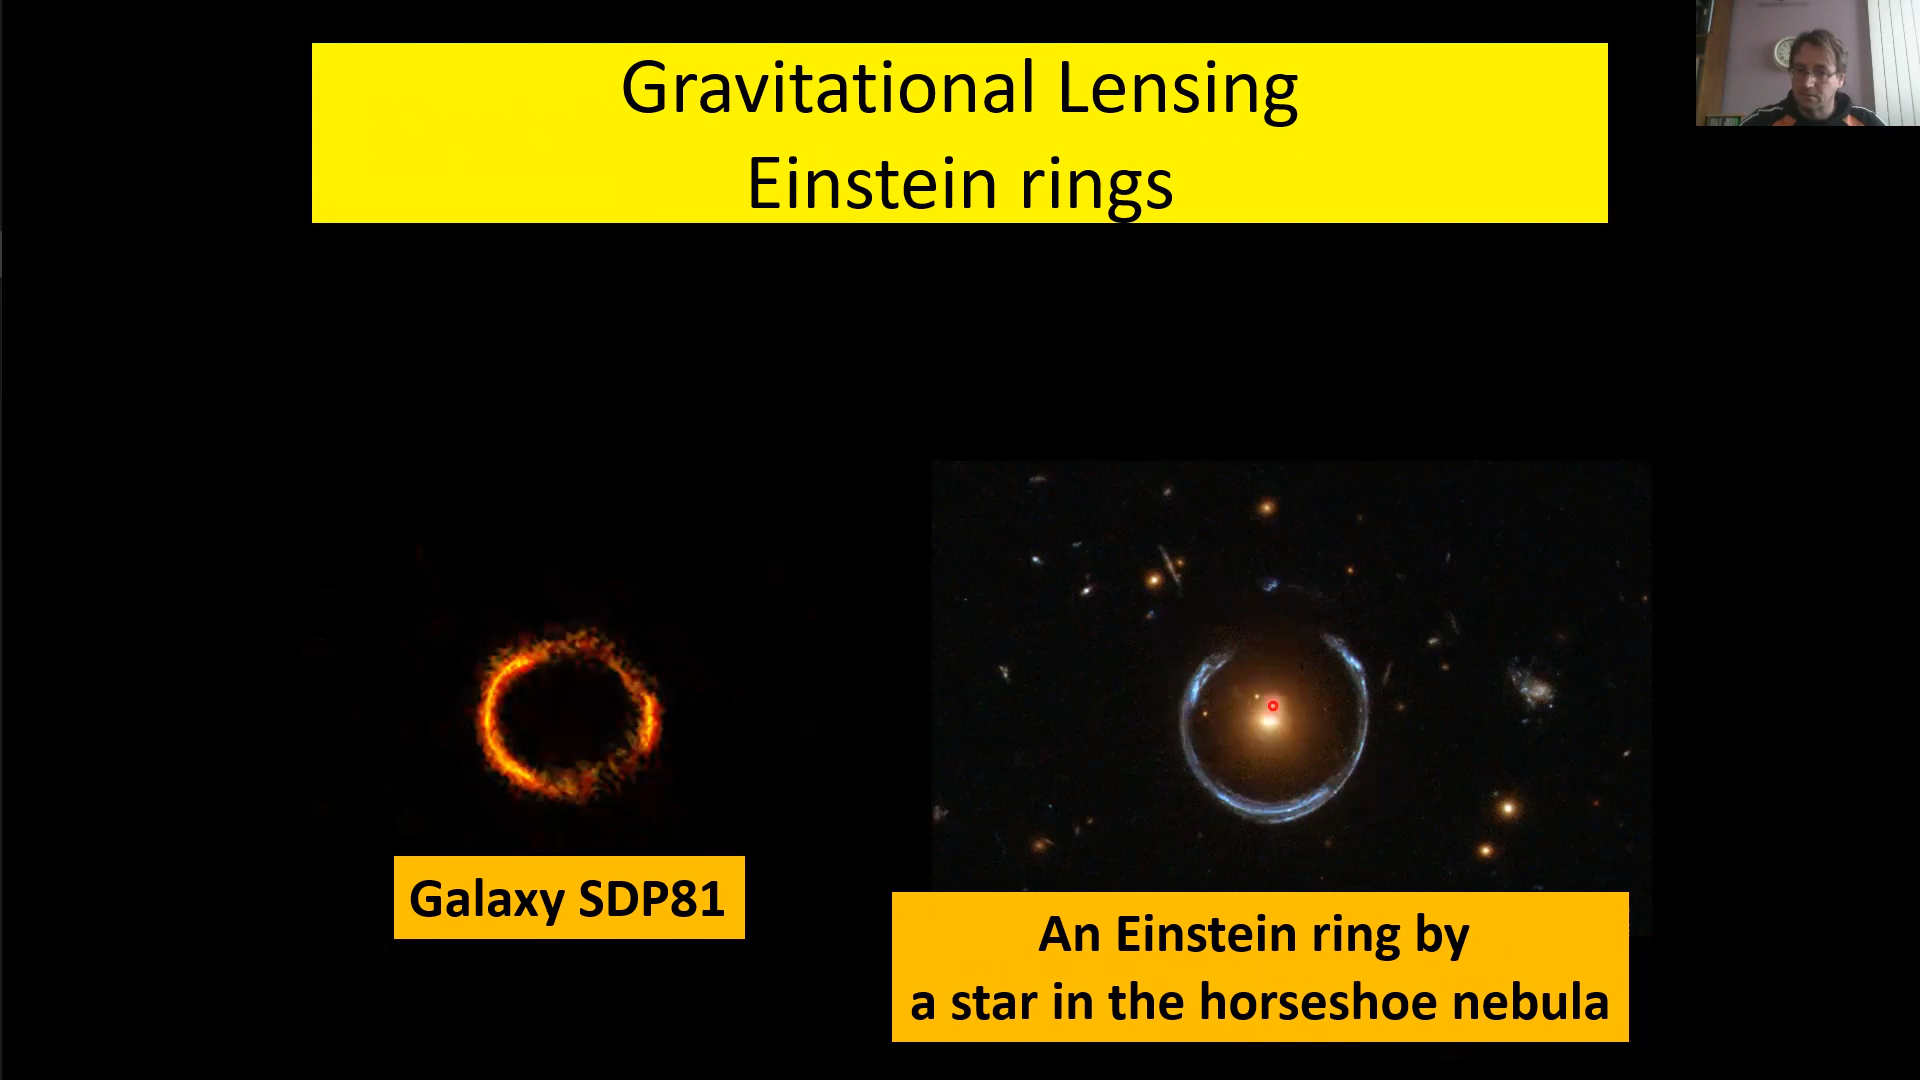 Gravitational Lensing
Einstein rings
Galaxy SDP81
An Einstein ring by
a star in the horseshoe nebula